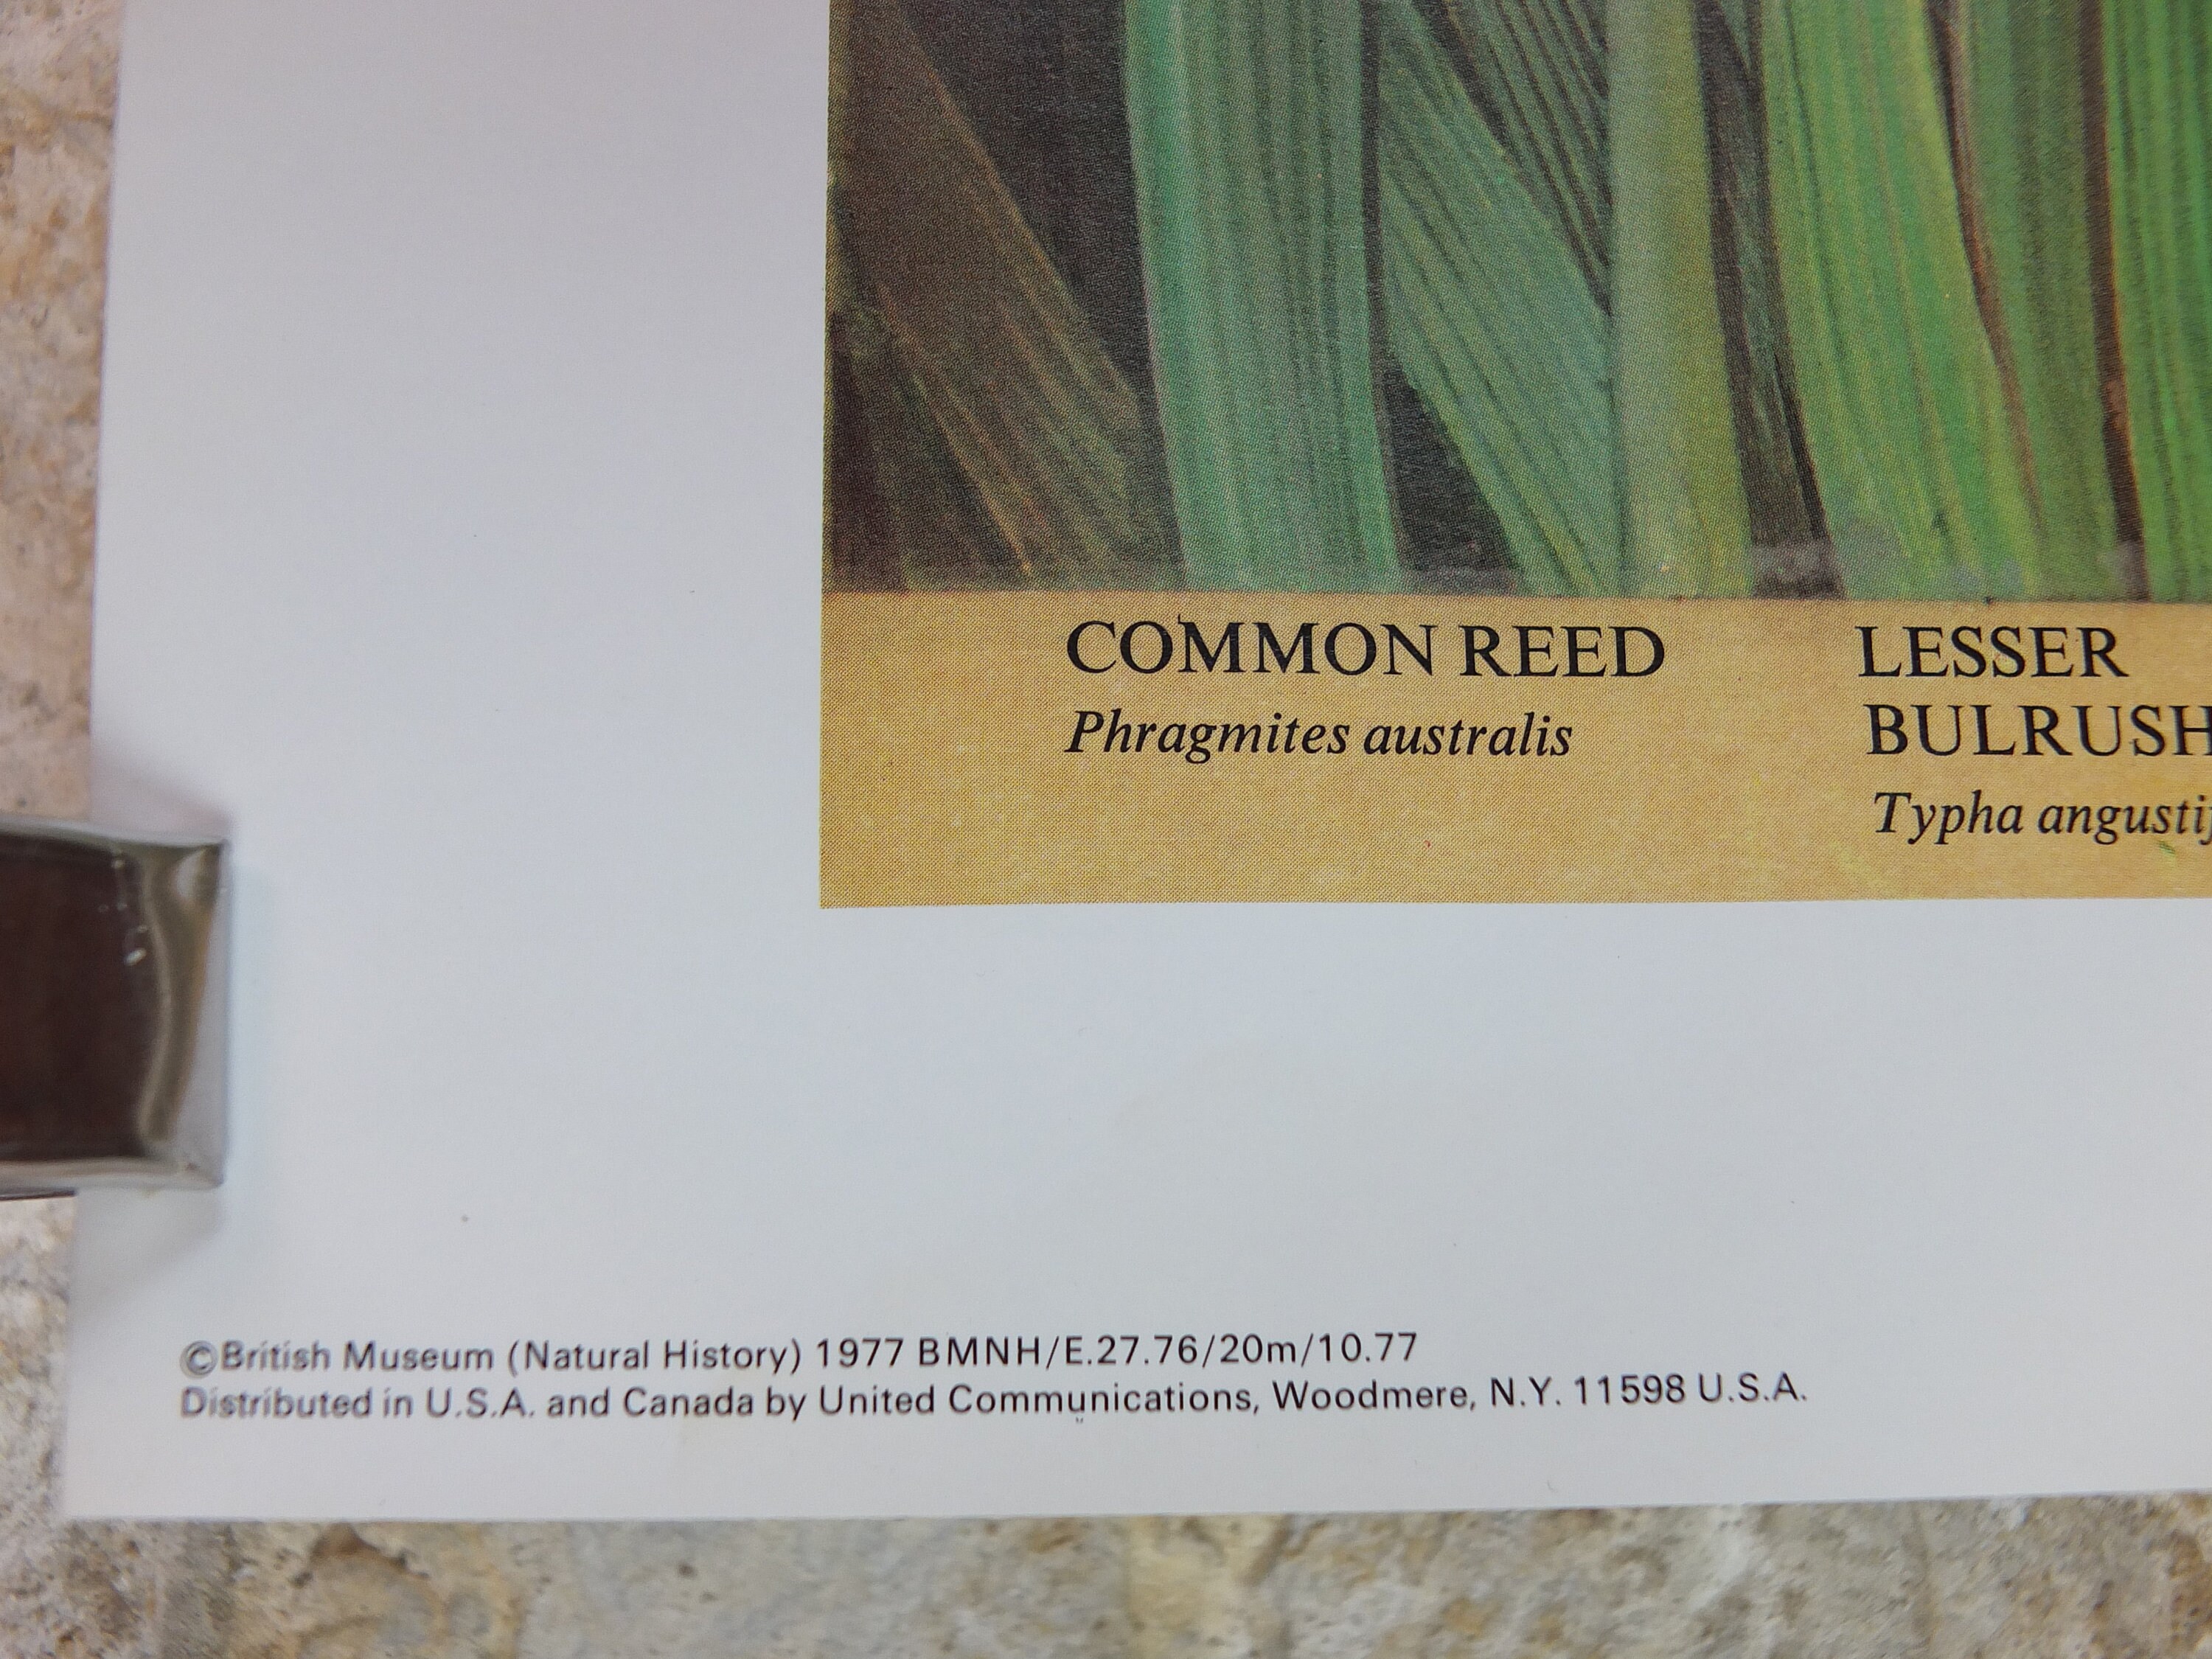 COMMON REED
Phragmites australis
LESSER
BULRUSH
Typha
©British Museum (Natural History) 1977 BMNH/E.27.76/20m/10.77
Distributed in U.S.A. and Canada by United Communications, Woodmere, N.Y. 11598 U.S.A.